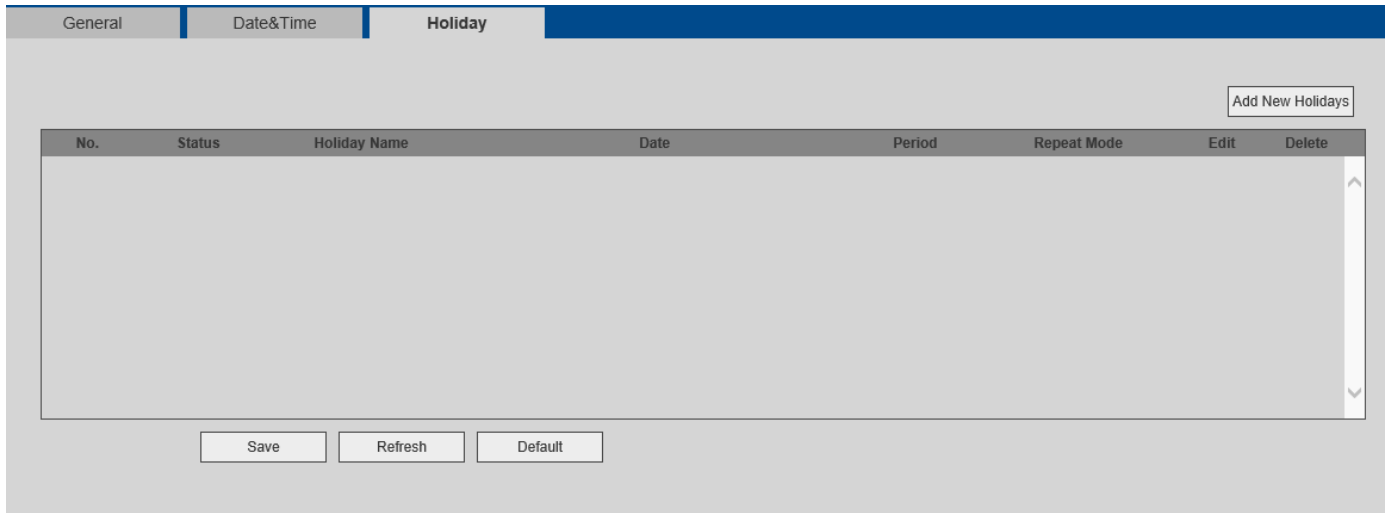 General Date&Time Holiday
Add New Holidays
No. Status Holiday Name Date Period Repeat Mode Edit Delete
Save Refresh Default